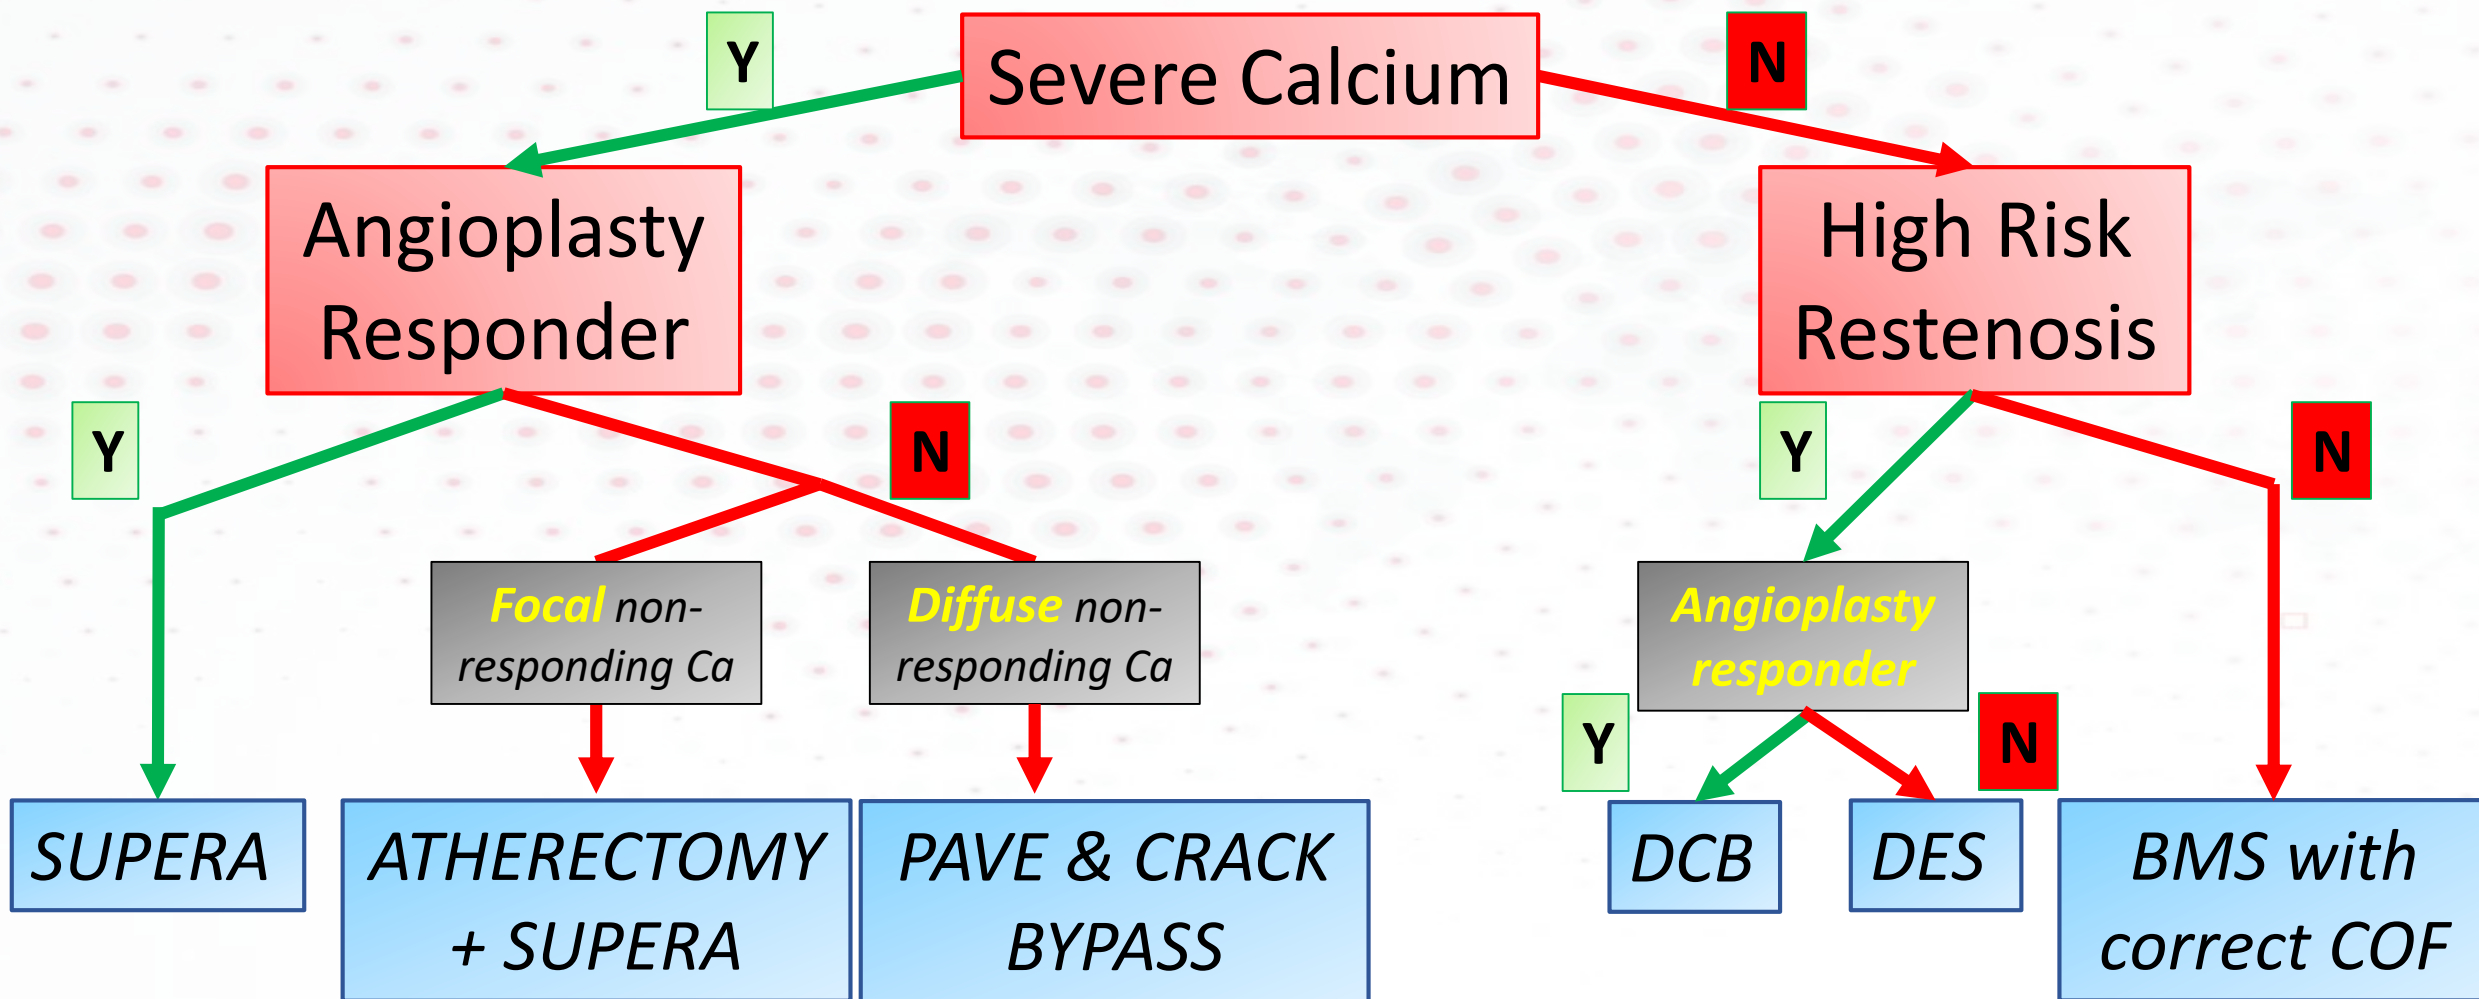 Y
Severe Calcium
N
Angioplasty
Responder
High Risk
Restenosis
Y
N
Y
N
Focal non-
responding Ca
Diffuse non-
responding Ca
Angioplasty
responder
Y
N
SUPERA
ATHERECTOMY
+ SUPERA
PAVE & CRACK
BYPASS
DCB
DES
BMS with
correct COF